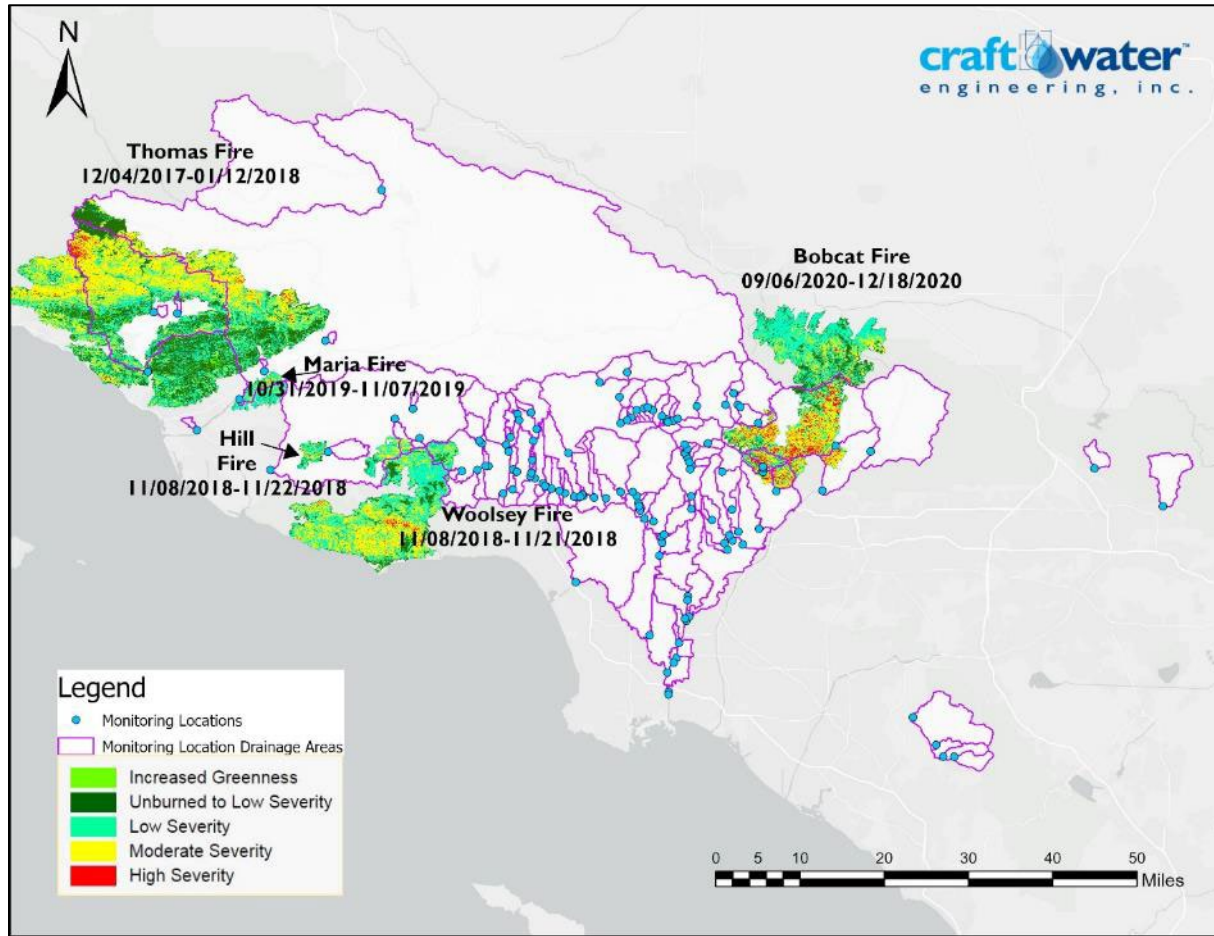 N
craft water™
engineering, inc.
Thomas Fire
12/04/2017-01/12/2018
Bobcat Fire
09/06/2020-12/18/2020
Maria Fire
10/31/2019-11/07/2019
Hill
Fire
11/08/2018-11/22/2018
Woolsey Fire
11/08/2018-11/21/2018
Legend
Monitoring Locations
Monitoring Location Drainage Areas
Increased Greenness
Unburned to Low Severity
Low Severity
Moderate Severity
High Severity
0 5 10 20 30 40 50
Miles